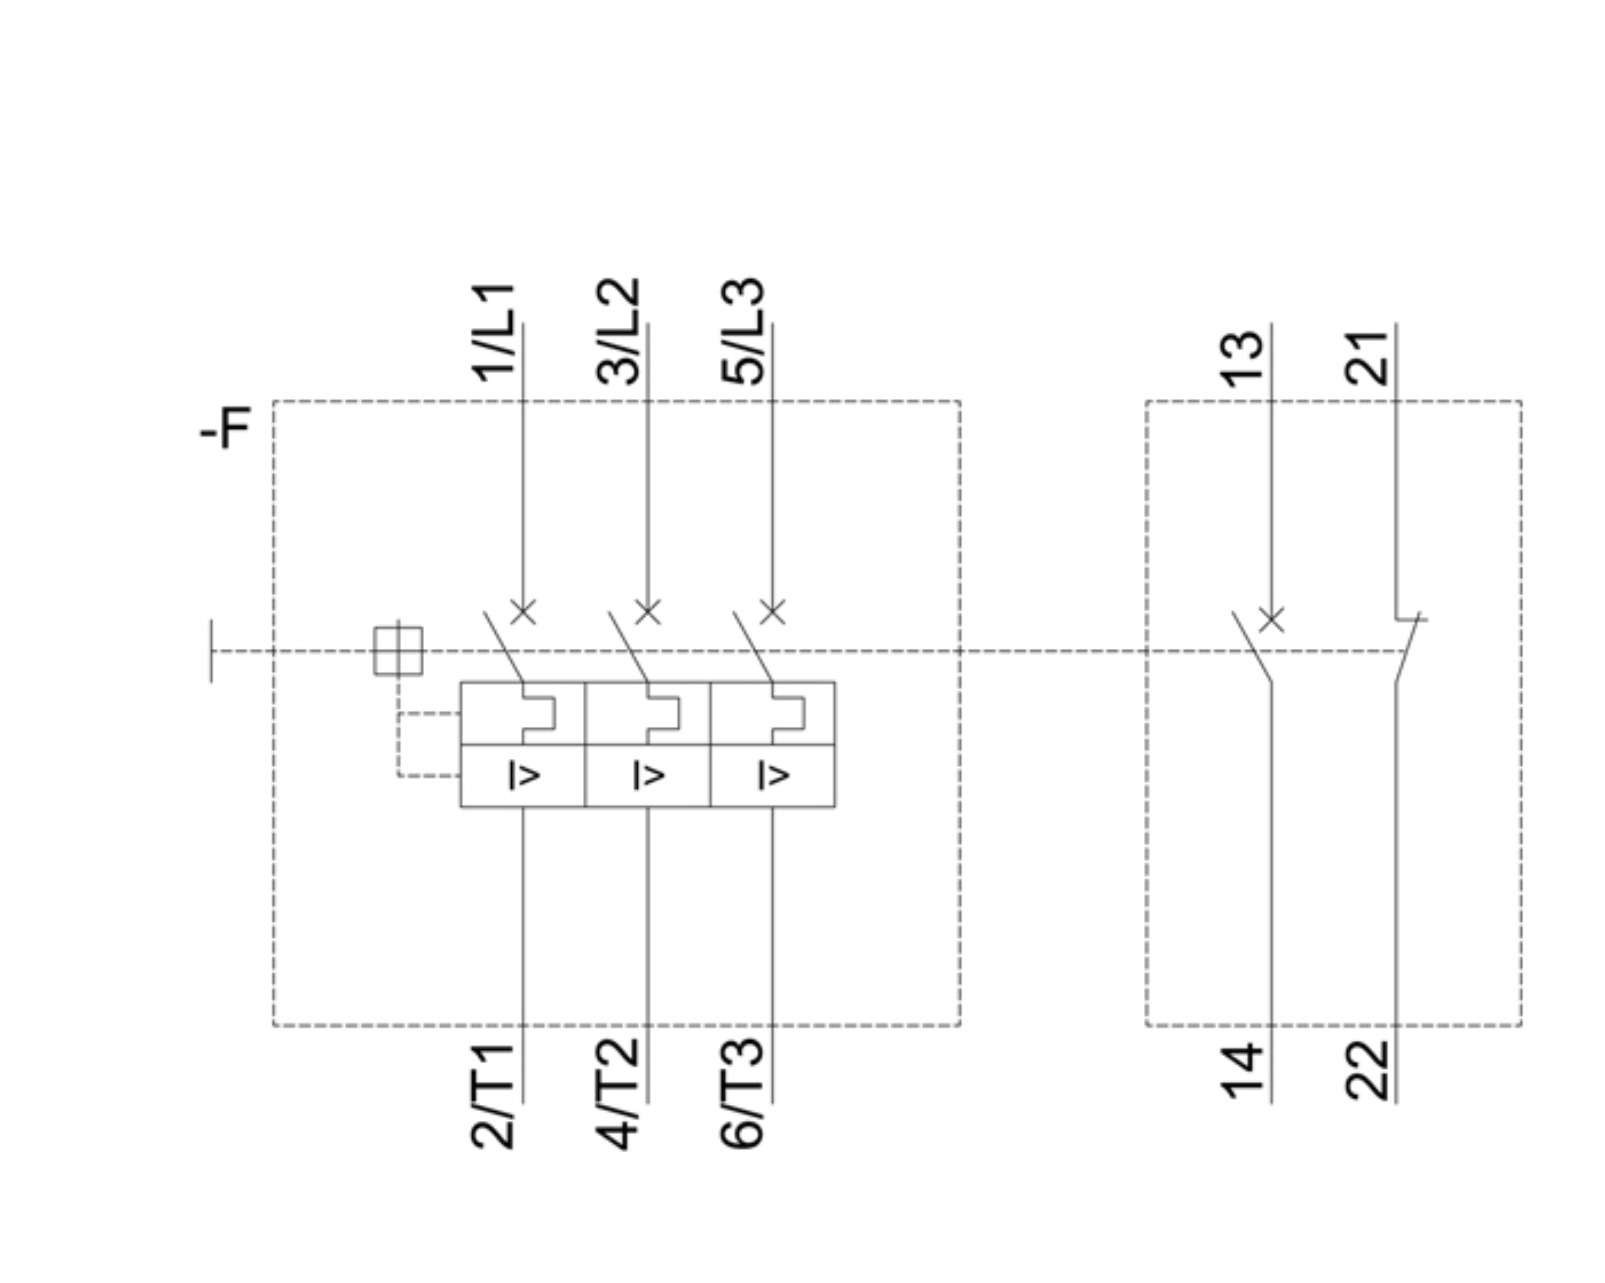 1/L1 3/L2 5/L3 13 21
-F
I> I> I>
2/T1 4/T2 6/T3 14 22